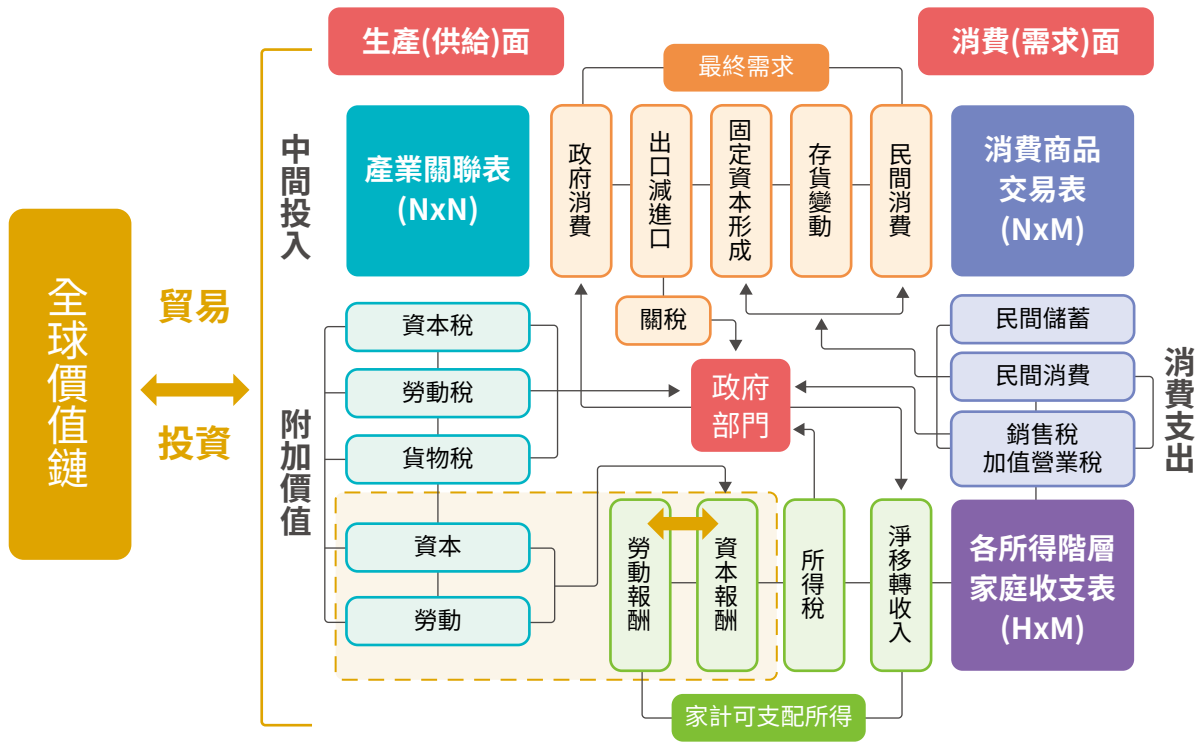 生產(供給)面
消費(需求)面
最終需求
中間投入
產業關聯表
(NxN)
政府消費
出口減進口
固定資本形成
存貨變動
民間消費
消費商品
交易表
(NxM)
全球價值鏈
貿易
投資
附加價值
資本稅
勞動稅
貨物稅
資本
勞動
關稅
政府
部門
民間儲蓄
民間消費
銷售稅
加值營業稅
消費支出
勞動報酬
資本報酬
所得稅
淨移轉收入
各所得階層
家庭收支表
(HxM)
家計可支配所得